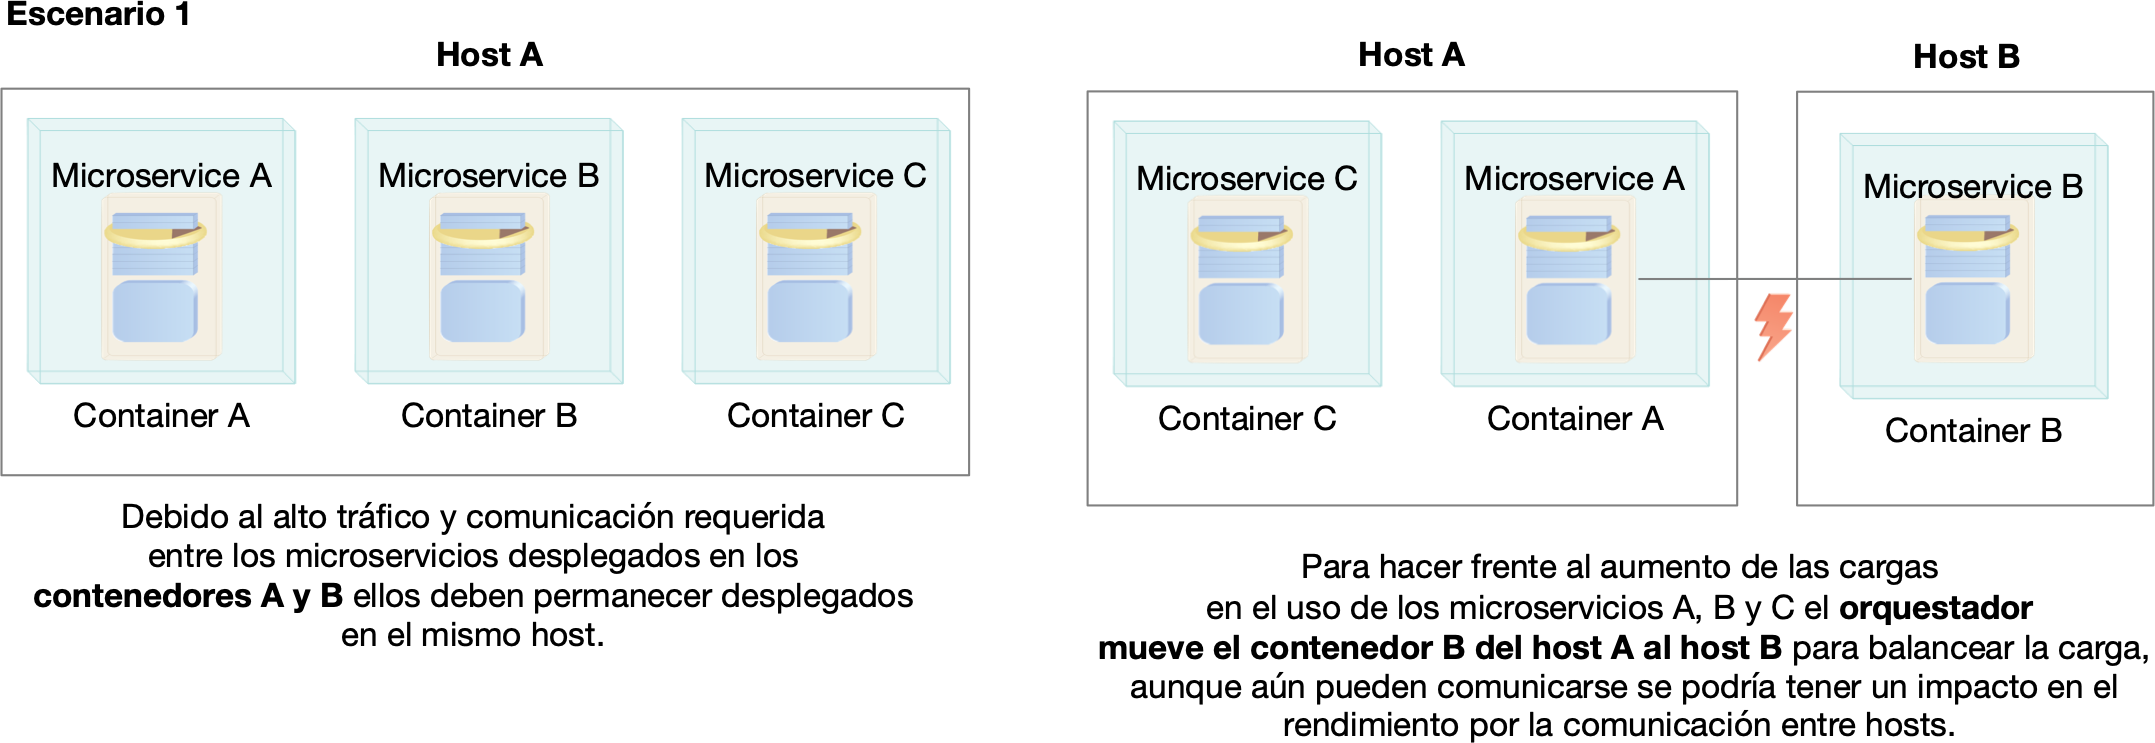 Escenario 1
Host A
Microservice A
Microservice B
Microservice C
Container A
Container B
Container C
Debido al alto tráfico y comunicación requerida
entre los microservicios desplegados en los
contenedores A y B ellos deben permanecer desplegados
en el mismo host.
Host A
Host B
Microservice C
Microservice A
Microservice B
Container C
Container A
Container B
Para hacer frente al aumento de las cargas
en el uso de los microservicios A, B y C el orquestador
mueve el contenedor B del host A al host B para balancear la carga,
aunque aún pueden comunicarse se podría tener un impacto en el
rendimiento por la comunicación entre hosts.